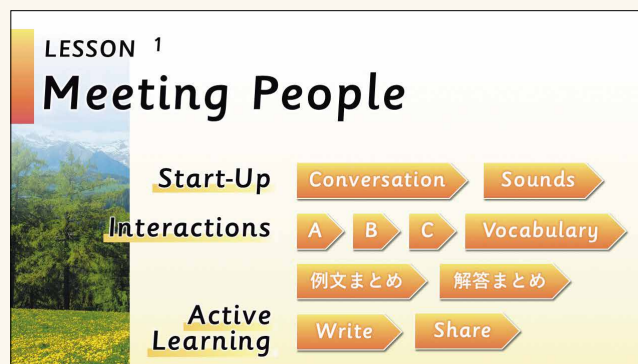 LESSON 1
Meeting People
Start-Up Conversation Sounds
Interactions A B C Vocabulary
例文まとめ 解答まとめ
Active
Learning Write Share